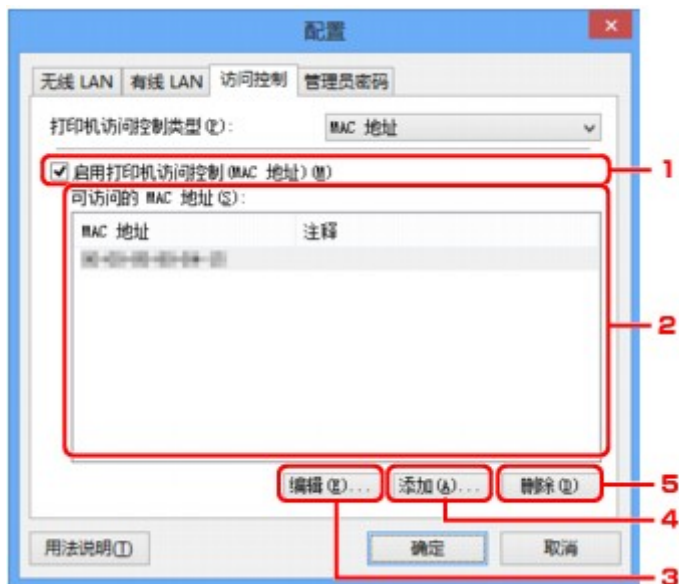 配置
无线 LAN 有线 LAN 访问控制 管理员密码
打印机访问控制类型(P): MAC 地址
启用打印机访问控制(MAC 地址)(M) 1
可访问的 MAC 地址(S):
MAC 地址 注释
2
编辑(E)... 添加(A)... 删除(D) 5
4
用法说明(T) 确定 取消
3